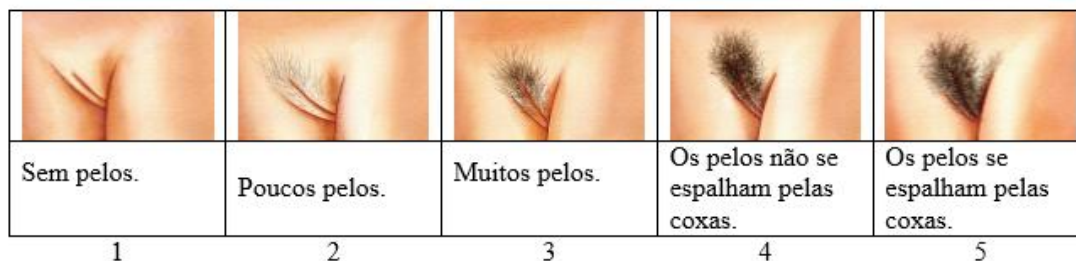 Sem pelos.
Poucos pelos.
Muitos pelos.
Os pelos não se
espalham pelas
coxas.
Os pelos se
espalham pelas
coxas.
1
2
3
4
5